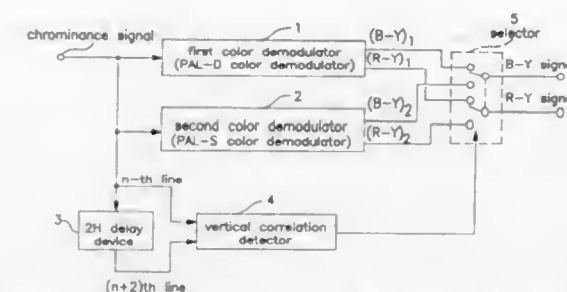 1
5
chrominance signal
(B-Y)1
selector
first color demodulator
(PAL-D color demodulator)
(R-Y)1
B-Y signal
2
R-Y signal
(B-Y)2
second color demodulator
(PAL-S color demodulator)
(R-Y)2
n-th line
4
3
2H delay
device
vertical correlation
detector
(n+2)th line